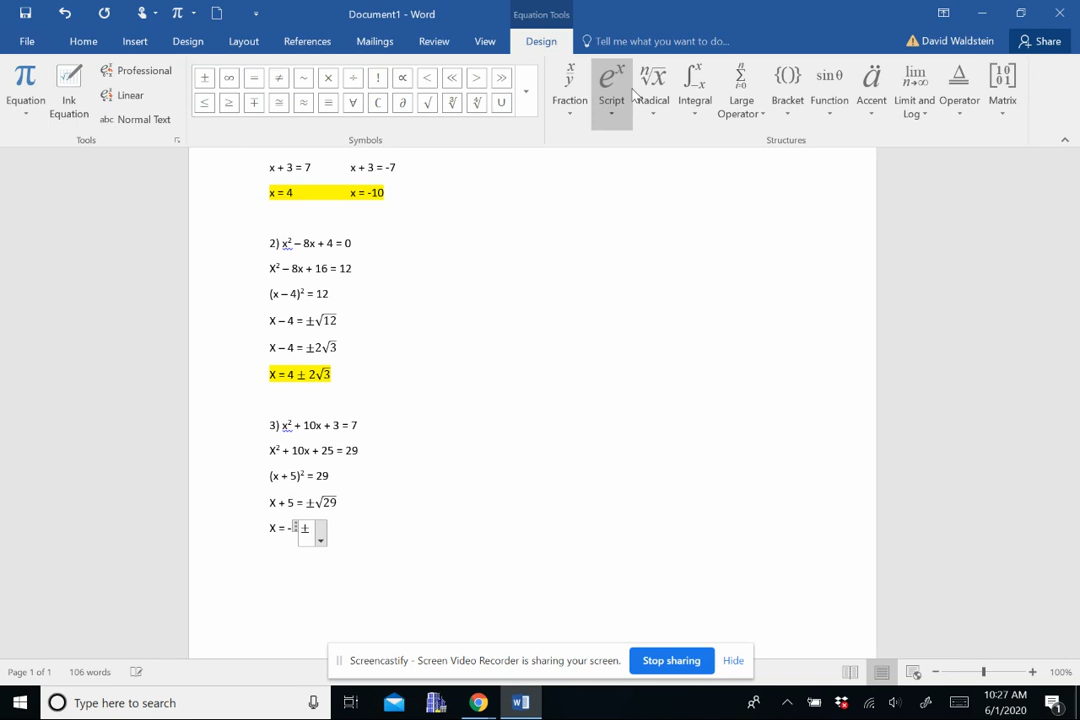 Document1 - Word
Equation Tools
File Home Insert Design Layout References Mailings Review View Design Tell me what you want to do... David Waldstein Share
π Equation
Ink Equation
Professional
Linear
abc Normal Text
Tools
± ∞ = ≠ ~ × ÷ ! ∝ < ≪ > ≫
≤ ≥ ∓ ≅ ≈ ≡ ∀ ∁ ∂ √ ∛ ∜ ∪
Symbols
Fraction Script Radical Integral Large Operator Bracket Function Accent Limit and Log Operator Matrix
Structures
x + 3 = 7 x + 3 = -7
x = 4 x = -10
2) x² – 8x + 4 = 0
X² – 8x + 16 = 12
(x – 4)² = 12
X – 4 = ±√12
X – 4 = ±2√3
X = 4 ± 2√3
3) x² + 10x + 3 = 7
X² + 10x + 25 = 29
(x + 5)² = 29
X + 5 = ±√29
X = - ±
Screencastify - Screen Video Recorder is sharing your screen. Stop sharing Hide
Page 1 of 1 106 words 100%
Type here to search
10:27 AM
6/1/2020